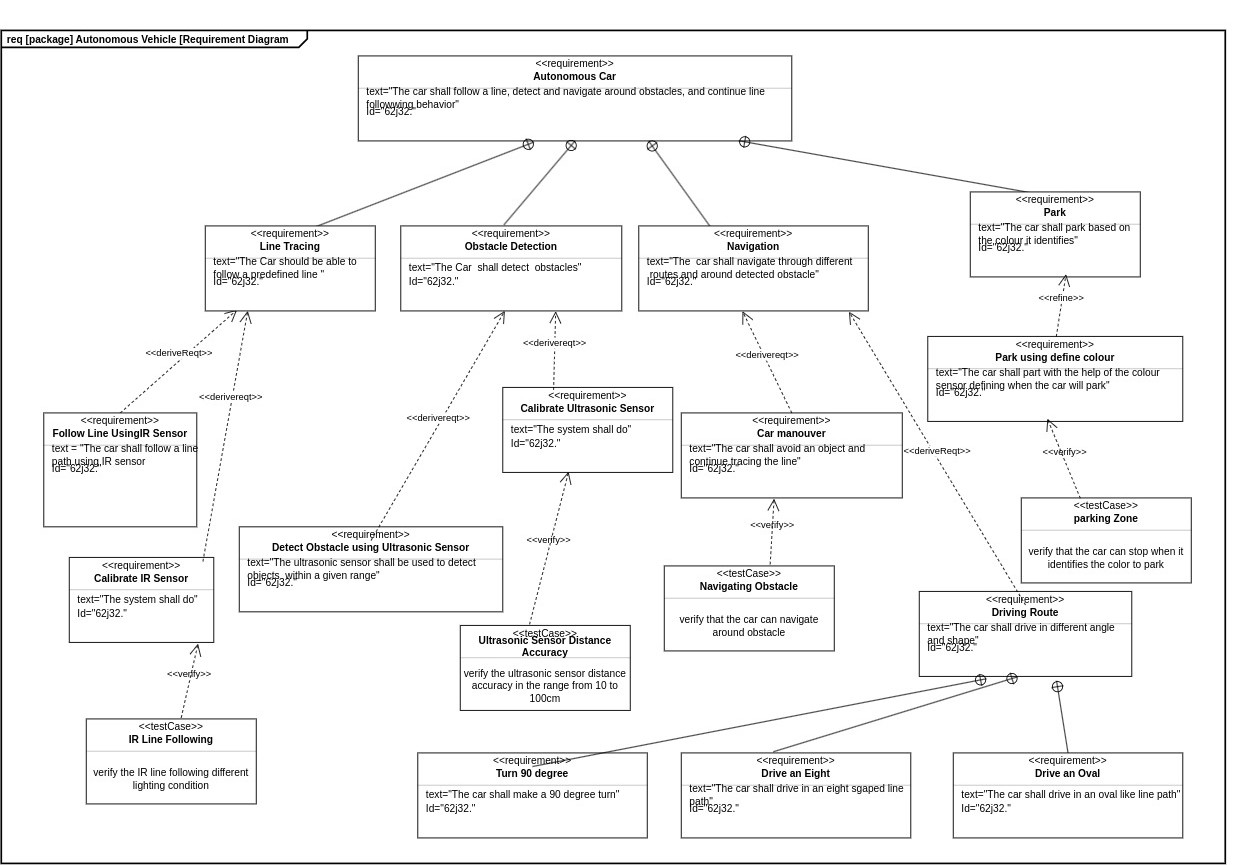 req [package] Autonomous Vehicle [Requirement Diagram
<<requirement>>
Autonomous Car
text="The car shall follow a line, detect and navigate around obstacles, and continue line
followwing behavior"
Id="62j32."
<<requirement>>
Park
text="The car shall park based on
the colour it identifies"
Id="62j32."
<<requirement>>
Line Tracing
text="The Car should be able to
follow a predefined line "
Id="62j32."
<<requirement>>
Obstacle Detection
text="The Car  shall detect  obstacles"
Id="62j32."
<<requirement>>
Navigation
text="The  car shall navigate through different
routes and around detected obstacle"
Id="62j32."
<<refine>>
<<deriveReqt>>
<<derivereqt>>
<<derivereqt>>
<<derivereqt>>
<<derivereqt>>
<<deriveReqt>>
<<requirement>>
Park using define colour
text="The car shall part with the help of the colour
sensor defining when the car will park"
Id="62j32."
<<requirement>>
Calibrate Ultrasonic Sensor
text="The system shall do"
Id="62j32."
<<requirement>>
Follow Line UsingIR Sensor
text = "The car shall follow a line
path using IR sensor
Id="62j32."
<<requirement>>
Car manouver
text="The car shall avoid an object and
continue tracing the line"
Id="62j32."
<<verify>>
<<testCase>>
parking Zone
verify that the car can stop when it
identifies the color to park
<<verify>>
<<verify>>
<<requirement>>
Detect Obstacle using Ultrasonic Sensor
text="The ultrasonic sensor shall be used to detect
objects  within a given range"
Id="62j32."
<<requirement>>
Calibrate IR Sensor
text="The system shall do"
Id="62j32."
<<testCase>>
Navigating Obstacle
verify that the car can navigate
around obstacle
<<requirement>>
Driving Route
text="The car shall drive in different angle
and shape"
Id="62j32."
<<testCase>>
Ultrasonic Sensor Distance
Accuracy
verify the ultrasonic sensor distance
accuracy in the range from 10 to
100cm
<<verify>>
<<testCase>>
IR Line Following
verify the IR line following different
lighting condition
<<requirement>>
Turn 90 degree
text="The car shall make a 90 degree turn"
Id="62j32."
<<requirement>>
Drive an Eight
text="The car shall drive in an eight sgaped line
path"
Id="62j32."
<<requirement>>
Drive an Oval
text="The car shall drive in an oval like line path"
Id="62j32."